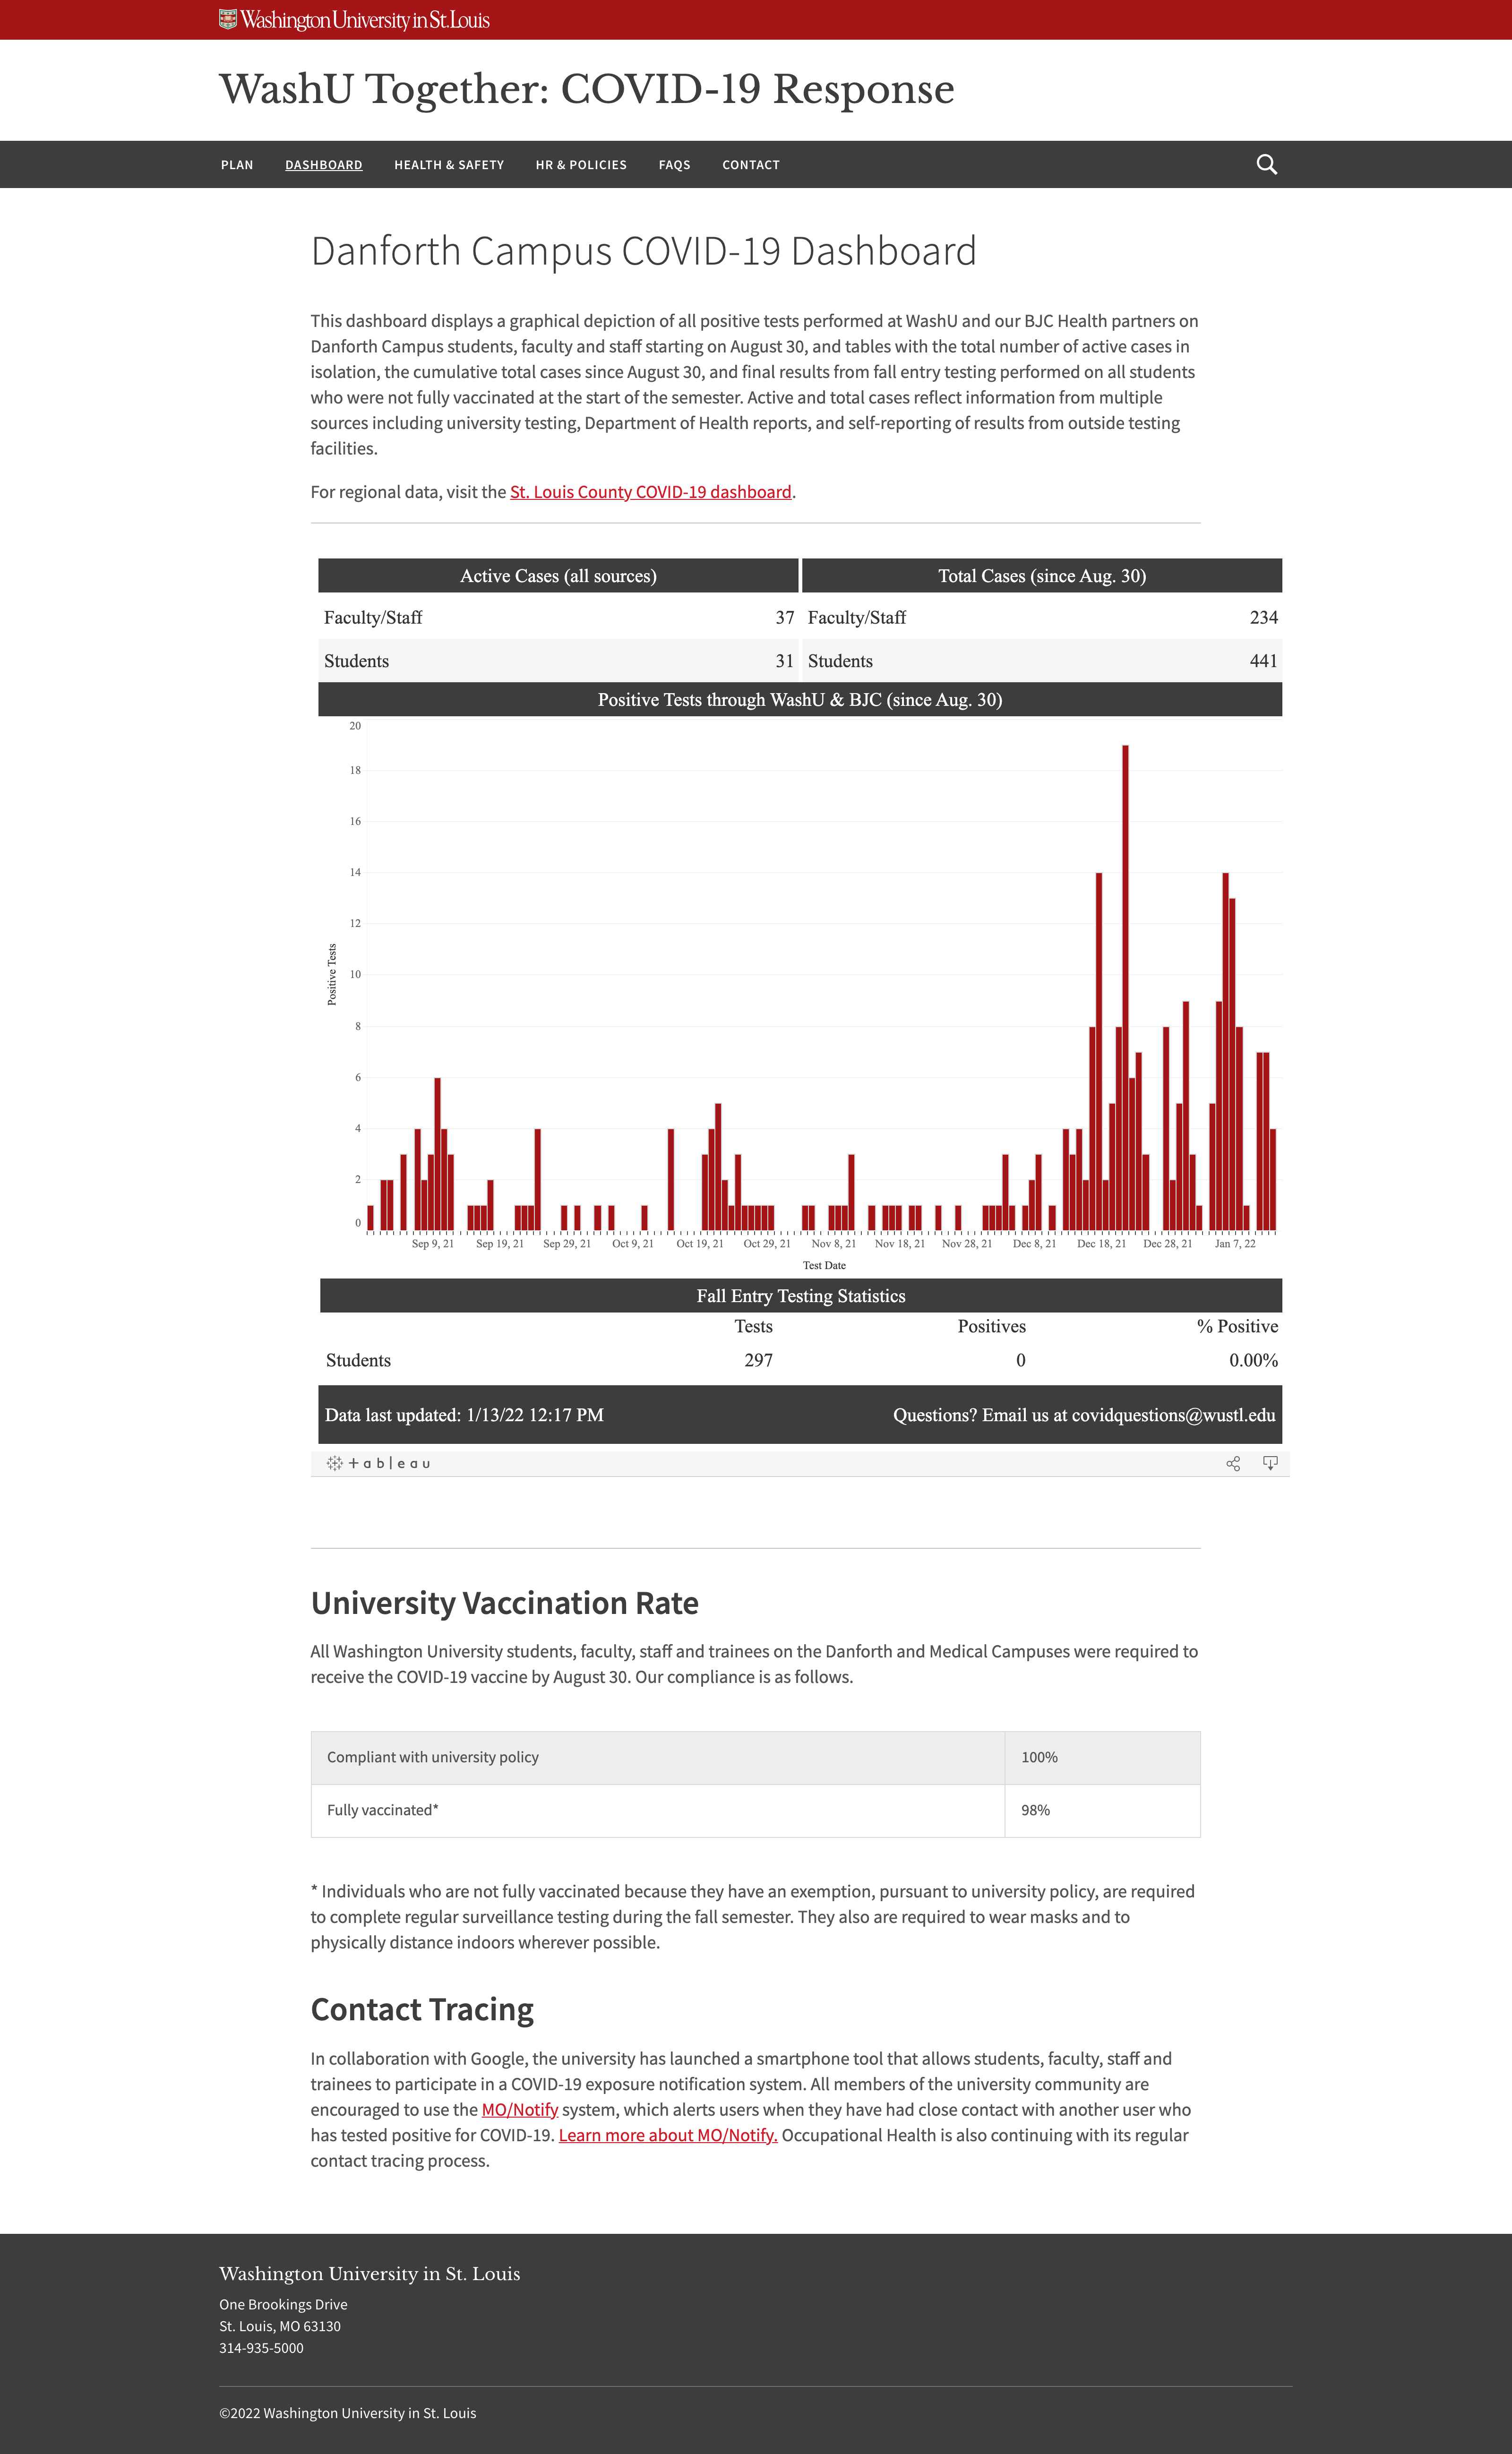 Washington University in St. Louis
WashU Together: COVID-19 Response
PLAN DASHBOARD HEALTH & SAFETY HR & POLICIES FAQS CONTACT
Danforth Campus COVID-19 Dashboard
This dashboard displays a graphical depiction of all positive tests performed at WashU and our BJC Health partners on
Danforth Campus students, faculty and staff starting on August 30, and tables with the total number of active cases in
isolation, the cumulative total cases since August 30, and final results from fall entry testing performed on all students
who were not fully vaccinated at the start of the semester. Active and total cases reflect information from multiple
sources including university testing, Department of Health reports, and self-reporting of results from outside testing
facilities.
For regional data, visit the St. Louis County COVID-19 dashboard.
Active Cases (all sources) Total Cases (since Aug. 30)
Faculty/Staff 37 Faculty/Staff 234
Students 31 Students 441
Positive Tests through WashU & BJC (since Aug. 30)
20
18
16
14
12
10
8
6
4
2
0
Positive Tests
Sep 9, 21 Sep 19, 21 Sep 29, 21 Oct 9, 21 Oct 19, 21 Oct 29, 21 Nov 8, 21 Nov 18, 21 Nov 28, 21 Dec 8, 21 Dec 18, 21 Dec 28, 21 Jan 7, 22
Test Date
Fall Entry Testing Statistics
Tests Positives % Positive
Students 297 0 0.00%
Data last updated: 1/13/22 12:17 PM Questions? Email us at covidquestions@wustl.edu
+ableau
University Vaccination Rate
All Washington University students, faculty, staff and trainees on the Danforth and Medical Campuses were required to
receive the COVID-19 vaccine by August 30. Our compliance is as follows.
Compliant with university policy 100%
Fully vaccinated* 98%
* Individuals who are not fully vaccinated because they have an exemption, pursuant to university policy, are required
to complete regular surveillance testing during the fall semester. They also are required to wear masks and to
physically distance indoors wherever possible.
Contact Tracing
In collaboration with Google, the university has launched a smartphone tool that allows students, faculty, staff and
trainees to participate in a COVID-19 exposure notification system. All members of the university community are
encouraged to use the MO/Notify system, which alerts users when they have had close contact with another user who
has tested positive for COVID-19. Learn more about MO/Notify. Occupational Health is also continuing with its regular
contact tracing process.
Washington University in St. Louis
One Brookings Drive
St. Louis, MO 63130
314-935-5000
©2022 Washington University in St. Louis